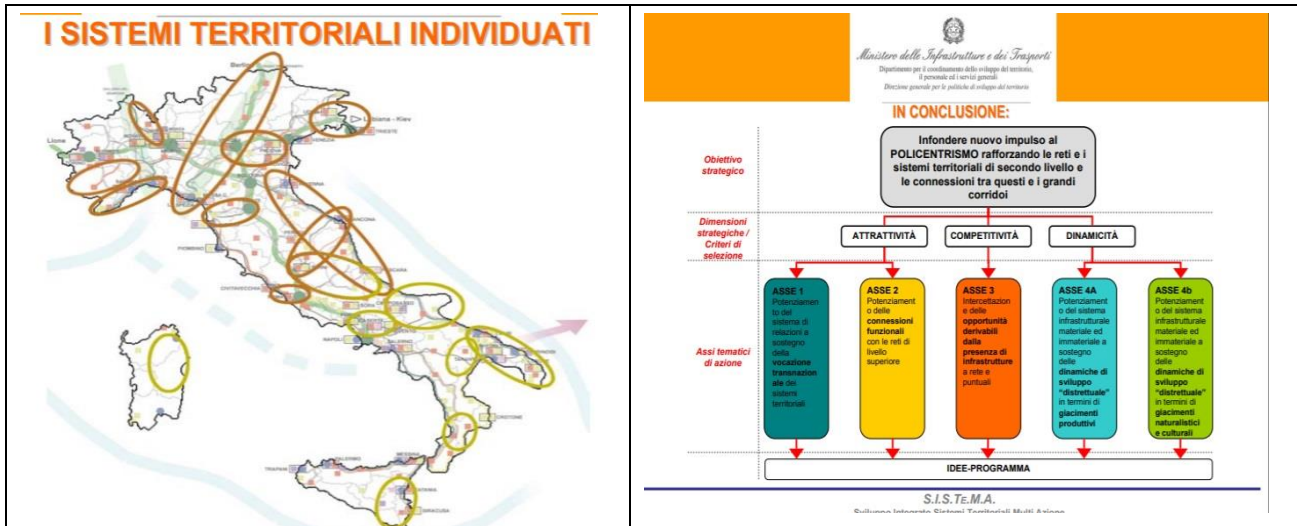 I SISTEMI TERRITORIALI INDIVIDUATI
Berlino
Lubiana - Kiev
TRIESTE
VENEZIA
Lione
ANCONA
PIOMBINO
CIVITAVECCHIA
NAPOLI
SALERNO
CROTONE
PALERMO
MESSINA
TRAPANI
CATANIA
SIRACUSA
Ministero delle Infrastrutture e dei Trasporti
Dipartimento per il coordinamento dello sviluppo del territorio,
il personale ed i servizi generali
Direzione generale per le politiche di sviluppo del territorio
IN CONCLUSIONE:
Obiettivo
strategico
Infondere nuovo impulso al
POLICENTRISMO rafforzando le reti e i
sistemi territoriali di secondo livello e
le connessioni tra questi e i grandi
corridoi
Dimensioni
strategiche /
Criteri di
selezione
ATTRATTIVITÀ
COMPETITIVITÀ
DINAMICITÀ
Assi tematici
di azione
ASSE 1
Potenziamen
to del
sistema di
relazioni a
sostegno
della
vocazione
transnazion
ale dei
sistemi
territoriali
ASSE 2
Potenziament
o delle
connessioni
funzionali
con le reti di
livello
superiore
ASSE 3
Intercettazion
e delle
opportunità
derivabili
dalla
presenza di
infrastrutture
a rete e
puntuali
ASSE 4A
Potenziament
o del sistema
infrastrutturale
materiale ed
immateriale a
sostegno
delle
dinamiche di
sviluppo
"distrettuale"
in termini di
giacimenti
produttivi
ASSE 4b
Potenziament
o del sistema
infrastrutturale
materiale ed
immateriale a
sostegno
delle
dinamiche di
sviluppo
"distrettuale"
in termini di
giacimenti
naturalistici
e culturali
IDEE-PROGRAMMA
S.I.S.TE.M.A.
Sviluppo Integrato Sistemi Territoriali Multi Azione